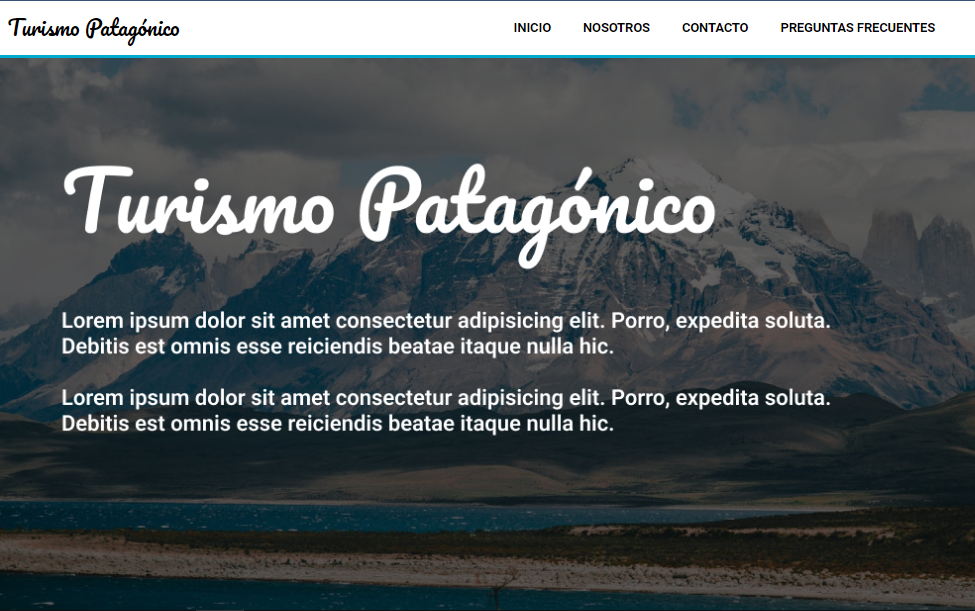 Turismo Patagónico
INICIO NOSOTROS CONTACTO PREGUNTAS FRECUENTES
Turismo Patagónico
Lorem ipsum dolor sit amet consectetur adipisicing elit. Porro, expedita soluta.
Debitis est omnis esse reiciendis beatae itaque nulla hic.
Lorem ipsum dolor sit amet consectetur adipisicing elit. Porro, expedita soluta.
Debitis est omnis esse reiciendis beatae itaque nulla hic.